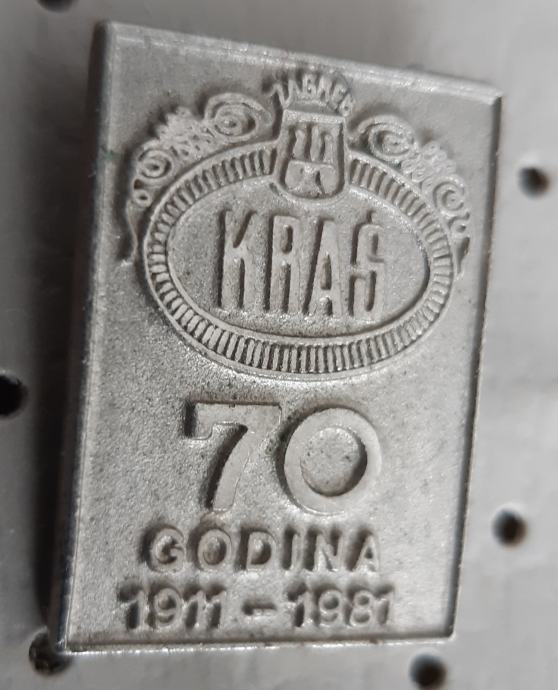 ZAGREB
KRAŠ
70
GODINA
1911-1981